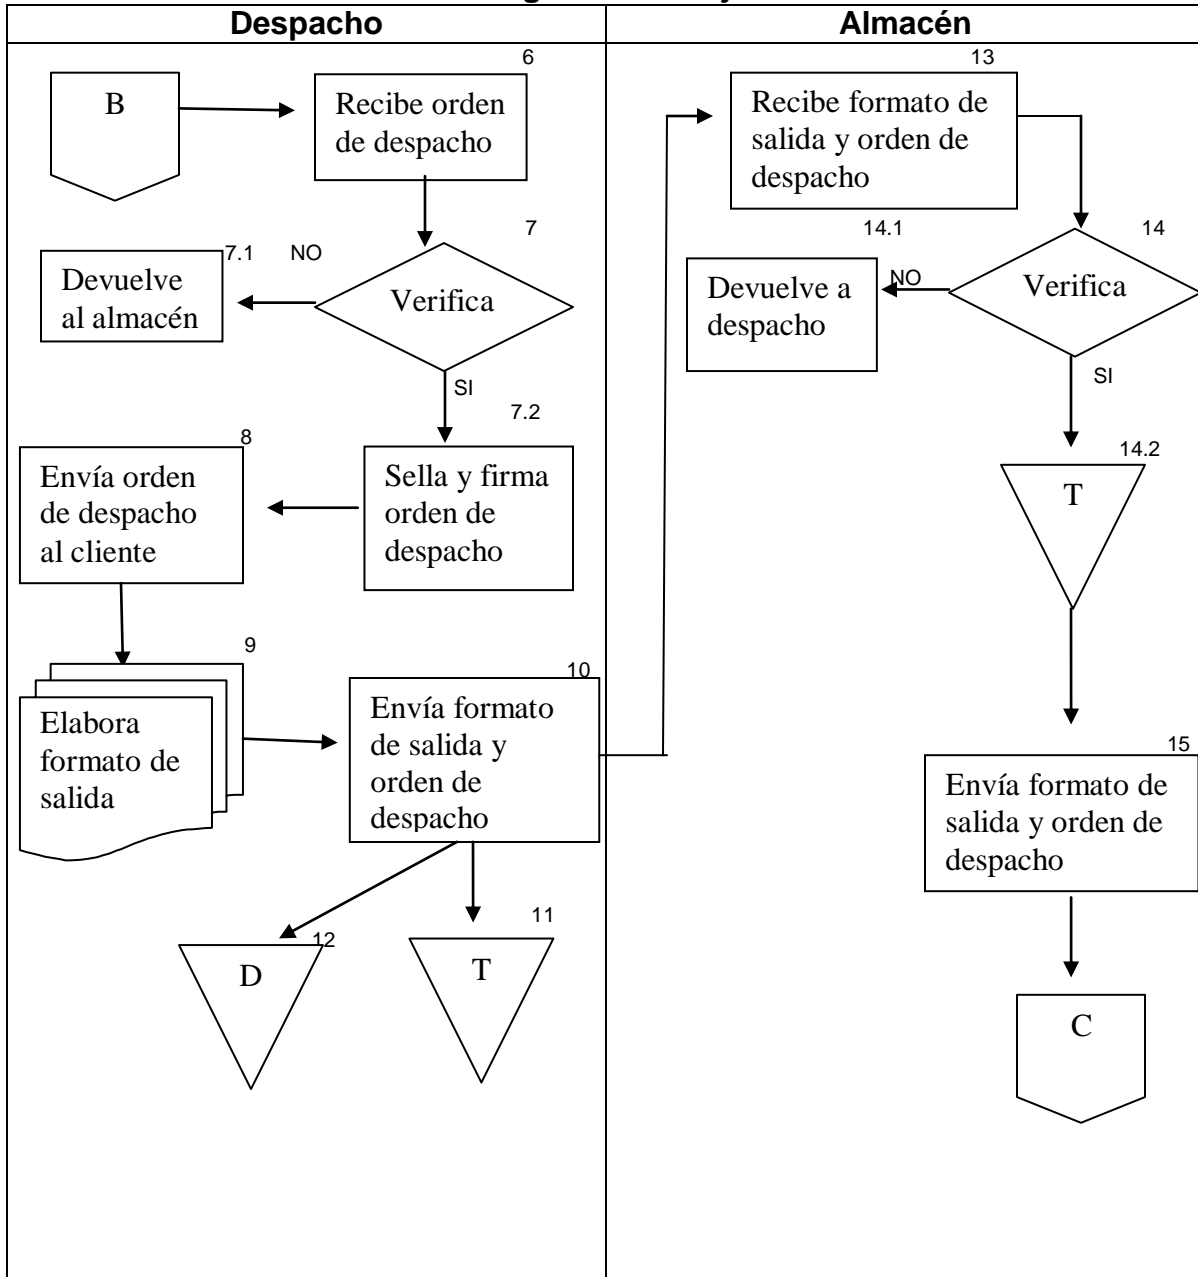 Despacho
Almacén
B
6
Recibe orden
de despacho
7
Verifica
NO
7.1
Devuelve
al almacén
SI
7.2
Sella y firma
orden de
despacho
8
Envía orden
de despacho
al cliente
9
Elabora
formato de
salida
10
Envía formato
de salida y
orden de
despacho
11
T
12
D
13
Recibe formato de
salida y orden de
despacho
14
Verifica
NO
14.1
Devuelve a
despacho
SI
14.2
T
15
Envía formato de
salida y orden de
despacho
C